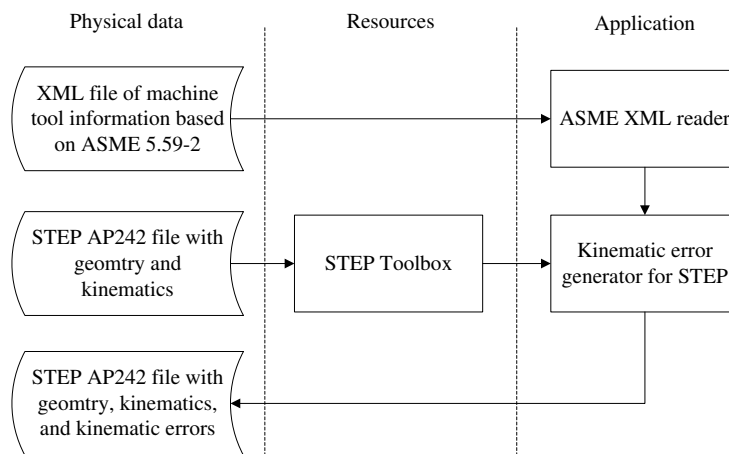 Physical data
Resources
Application
XML file of machine
tool information based
on ASME 5.59-2
ASME XML reader
STEP AP242 file with
geomtry and
kinematics
STEP Toolbox
Kinematic error
generator for STEP
STEP AP242 file with
geomtry, kinematics,
and kinematic errors